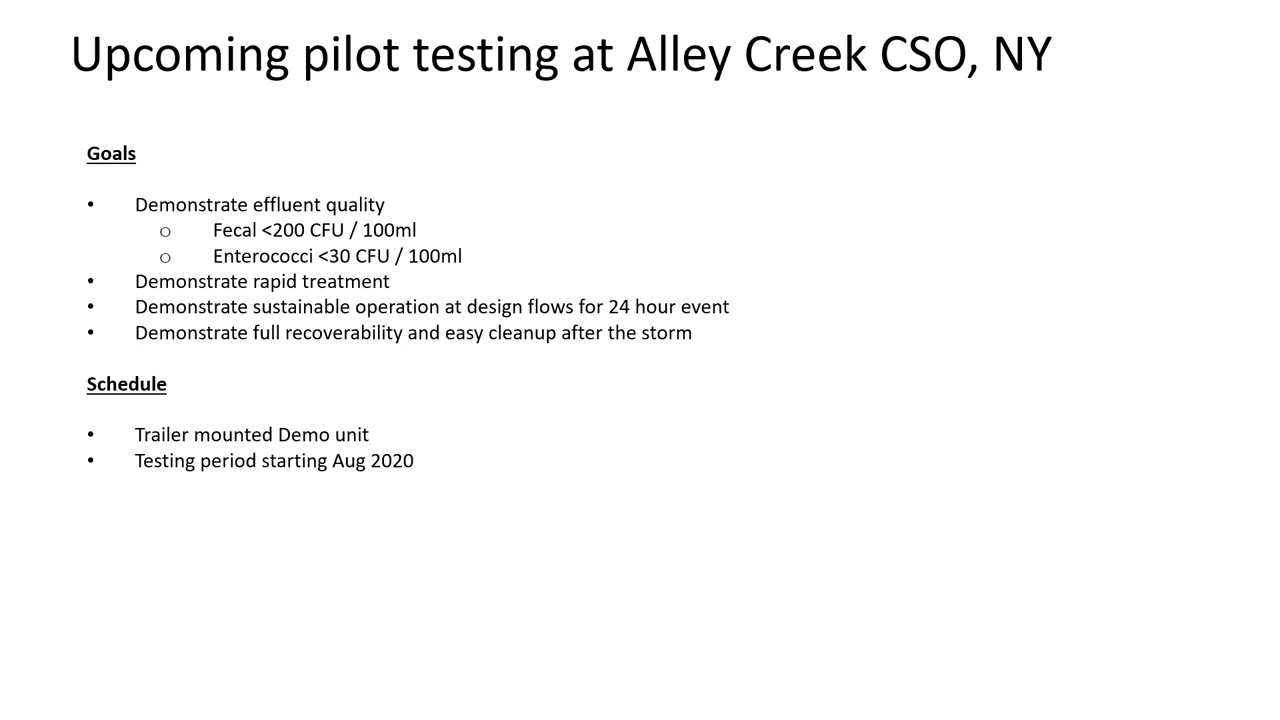 Upcoming pilot testing at Alley Creek CSO, NY
Goals
• Demonstrate effluent quality
o Fecal <200 CFU / 100ml
o Enterococci <30 CFU / 100ml
• Demonstrate rapid treatment
• Demonstrate sustainable operation at design flows for 24 hour event
• Demonstrate full recoverability and easy cleanup after the storm
Schedule
• Trailer mounted Demo unit
• Testing period starting Aug 2020